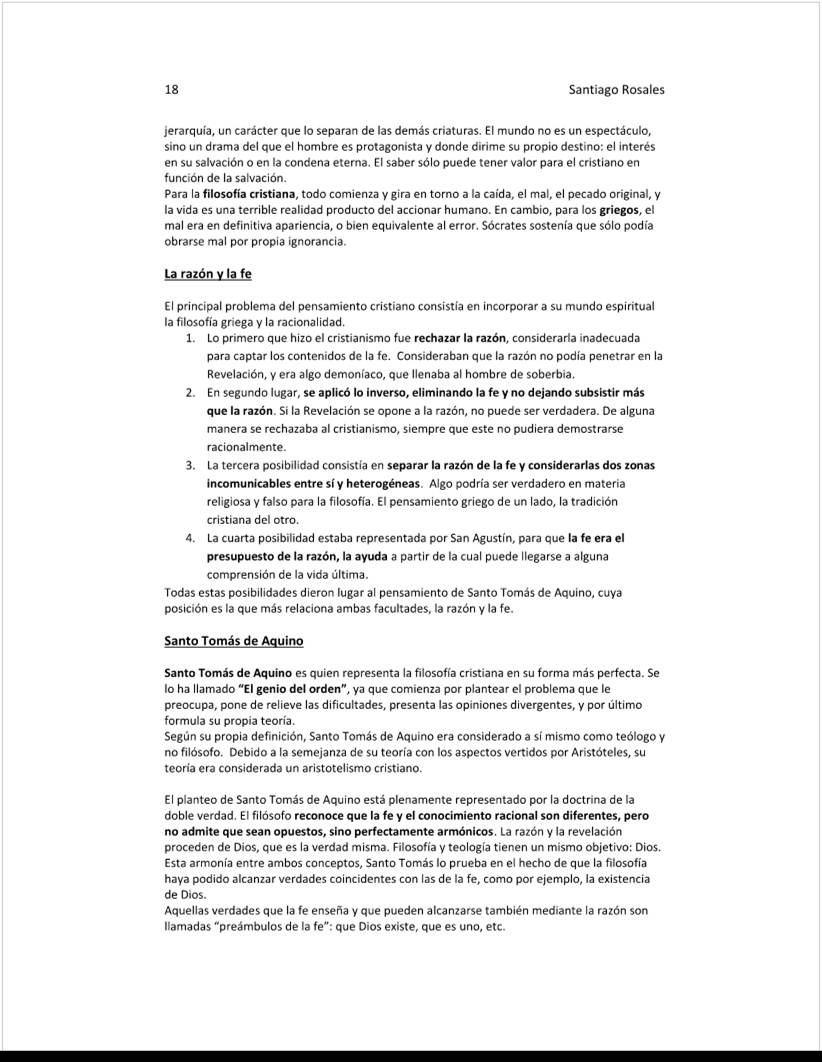 18 Santiago Rosales
jerarquía, un carácter que lo separan de las demás criaturas. El mundo no es un espectáculo,
sino un drama del que el hombre es protagonista y donde dirime su propio destino: el interés
en su salvación o en la condena eterna. El saber sólo puede tener valor para el cristiano en
función de la salvación.
Para la filosofía cristiana, todo comienza y gira en torno a la caída, el mal, el pecado original, y
la vida es una terrible realidad producto del accionar humano. En cambio, para los griegos, el
mal era en definitiva apariencia, o bien equivalente al error. Sócrates sostenía que sólo podía
obrarse mal por propia ignorancia.
La razón y la fe
El principal problema del pensamiento cristiano consistía en incorporar a su mundo espiritual
la filosofía griega y la racionalidad.
1. Lo primero que hizo el cristianismo fue rechazar la razón, considerarla inadecuada
para captar los contenidos de la fe. Consideraban que la razón no podía penetrar en la
Revelación, y era algo demoníaco, que llenaba al hombre de soberbia.
2. En segundo lugar, se aplicó lo inverso, eliminando la fe y no dejando subsistir más
que la razón. Si la Revelación se opone a la razón, no puede ser verdadera. De alguna
manera se rechazaba al cristianismo, siempre que este no pudiera demostrarse
racionalmente.
3. La tercera posibilidad consistía en separar la razón de la fe y considerarlas dos zonas
incomunicables entre sí y heterogéneas. Algo podría ser verdadero en materia
religiosa y falso para la filosofía. El pensamiento griego de un lado, la tradición
cristiana del otro.
4. La cuarta posibilidad estaba representada por San Agustín, para que la fe era el
presupuesto de la razón, la ayuda a partir de la cual puede llegarse a alguna
comprensión de la vida última.
Todas estas posibilidades dieron lugar al pensamiento de Santo Tomás de Aquino, cuya
posición es la que más relaciona ambas facultades, la razón y la fe.
Santo Tomás de Aquino
Santo Tomás de Aquino es quien representa la filosofía cristiana en su forma más perfecta. Se
lo ha llamado “El genio del orden”, ya que comienza por plantear el problema que le
preocupa, pone de relieve las dificultades, presenta las opiniones divergentes, y por último
formula su propia teoría.
Según su propia definición, Santo Tomás de Aquino era considerado a sí mismo como teólogo y
no filósofo. Debido a la semejanza de su teoría con los aspectos vertidos por Aristóteles, su
teoría era considerada un aristotelismo cristiano.
El planteo de Santo Tomás de Aquino está plenamente representado por la doctrina de la
doble verdad. El filósofo reconoce que la fe y el conocimiento racional son diferentes, pero
no admite que sean opuestos, sino perfectamente armónicos. La razón y la revelación
proceden de Dios, que es la verdad misma. Filosofía y teología tienen un mismo objetivo: Dios.
Esta armonía entre ambos conceptos, Santo Tomás lo prueba en el hecho de que la filosofía
haya podido alcanzar verdades coincidentes con las de la fe, como por ejemplo, la existencia
de Dios.
Aquellas verdades que la fe enseña y que pueden alcanzarse también mediante la razón son
llamadas “preámbulos de la fe”: que Dios existe, que es uno, etc.